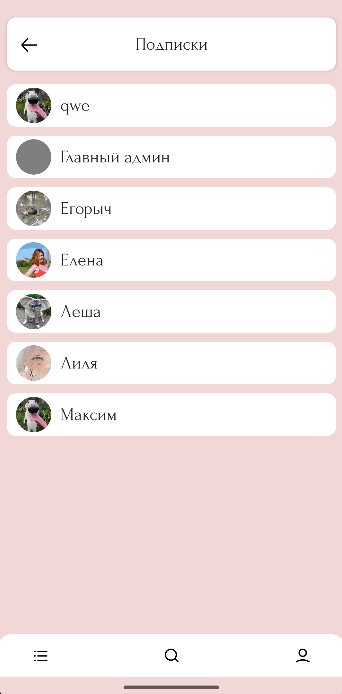 Подписки
qwe
Главный админ
Егорыч
Елена
Леша
Лиля
Максим